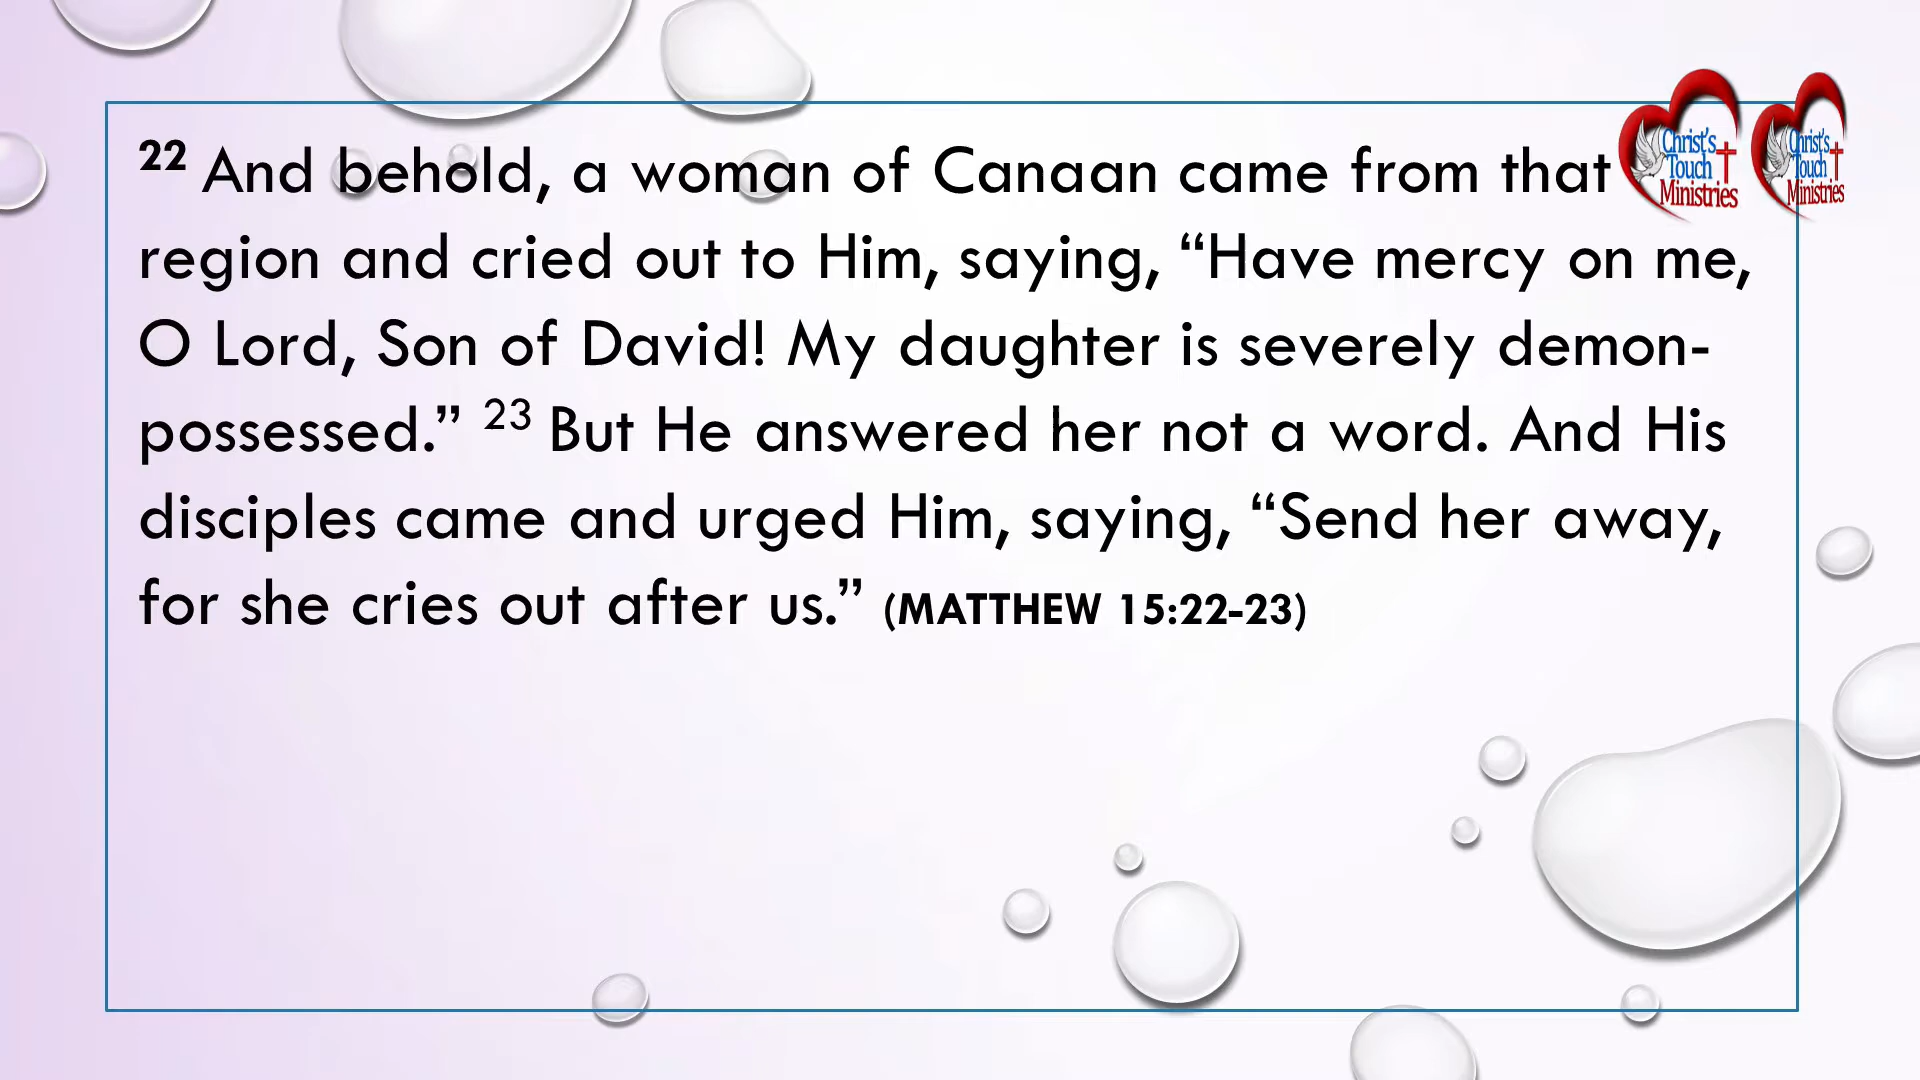 22 And behold, a woman of Canaan came from that
region and cried out to Him, saying, “Have mercy on me,
O Lord, Son of David! My daughter is severely demon-
possessed.” 23 But He answered her not a word. And His
disciples came and urged Him, saying, “Send her away,
for she cries out after us.” (MATTHEW 15:22-23)
Christ's
Touch
Ministries
Christ's
Touch
Ministries